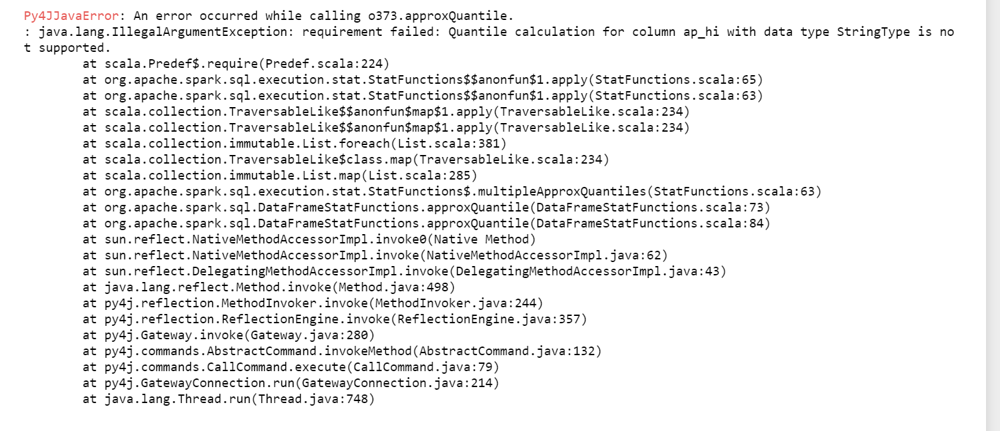 Py4JJavaError: An error occurred while calling o373.approxQuantile.
: java.lang.IllegalArgumentException: requirement failed: Quantile calculation for column ap_hi with data type StringType is no
t supported.
at scala.Predef$.require(Predef.scala:224)
at org.apache.spark.sql.execution.stat.StatFunctions$$anonfun$1.apply(StatFunctions.scala:65)
at org.apache.spark.sql.execution.stat.StatFunctions$$anonfun$1.apply(StatFunctions.scala:63)
at scala.collection.TraversableLike$$anonfun$map$1.apply(TraversableLike.scala:234)
at scala.collection.TraversableLike$$anonfun$map$1.apply(TraversableLike.scala:234)
at scala.collection.immutable.List.foreach(List.scala:381)
at scala.collection.TraversableLike$class.map(TraversableLike.scala:234)
at scala.collection.immutable.List.map(List.scala:285)
at org.apache.spark.sql.execution.stat.StatFunctions$.multipleApproxQuantiles(StatFunctions.scala:63)
at org.apache.spark.sql.DataFrameStatFunctions.approxQuantile(DataFrameStatFunctions.scala:73)
at org.apache.spark.sql.DataFrameStatFunctions.approxQuantile(DataFrameStatFunctions.scala:84)
at sun.reflect.NativeMethodAccessorImpl.invoke0(Native Method)
at sun.reflect.NativeMethodAccessorImpl.invoke(NativeMethodAccessorImpl.java:62)
at sun.reflect.DelegatingMethodAccessorImpl.invoke(DelegatingMethodAccessorImpl.java:43)
at java.lang.reflect.Method.invoke(Method.java:498)
at py4j.reflection.MethodInvoker.invoke(MethodInvoker.java:244)
at py4j.reflection.ReflectionEngine.invoke(ReflectionEngine.java:357)
at py4j.Gateway.invoke(Gateway.java:280)
at py4j.commands.AbstractCommand.invokeMethod(AbstractCommand.java:132)
at py4j.commands.CallCommand.execute(CallCommand.java:79)
at py4j.GatewayConnection.run(GatewayConnection.java:214)
at java.lang.Thread.run(Thread.java:748)